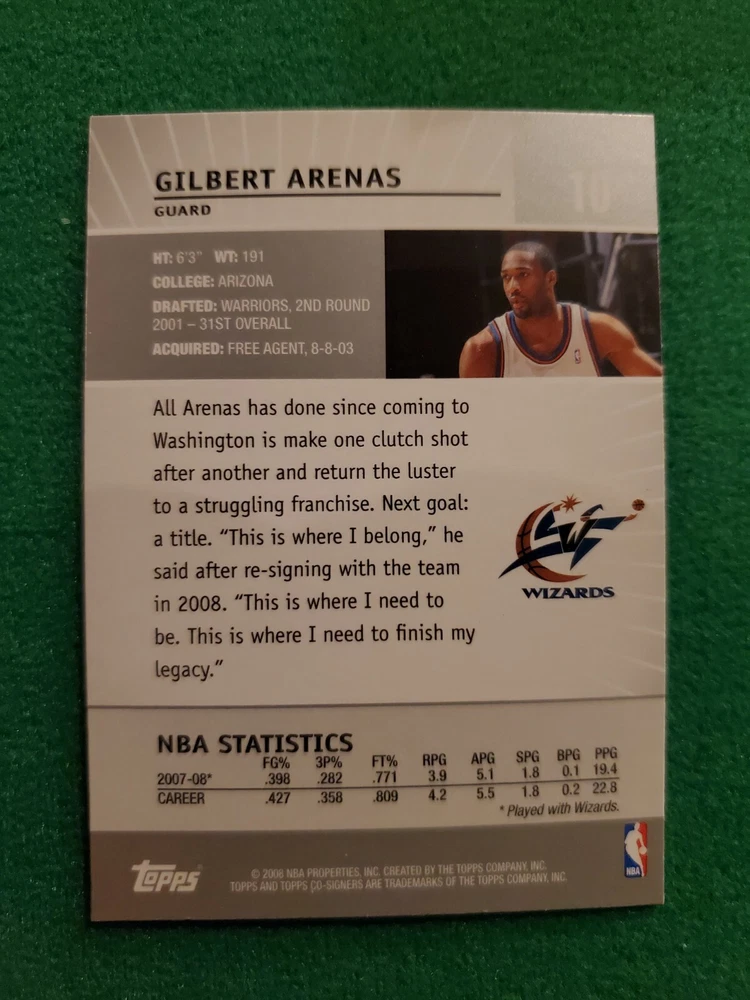 GILBERT ARENAS
GUARD
10
HT: 6'3" WT: 191
COLLEGE: ARIZONA
DRAFTED: WARRIORS, 2ND ROUND
2001 – 31ST OVERALL
ACQUIRED: FREE AGENT, 8-8-03
All Arenas has done since coming to
Washington is make one clutch shot
after another and return the luster
to a struggling franchise. Next goal:
a title. “This is where I belong,” he
said after re-signing with the team
in 2008. “This is where I need to
be. This is where I need to finish my
legacy.”
WIZARDS
NBA STATISTICS
FG% 3P% FT% RPG APG SPG BPG PPG
2007-08* .398 .282 .771 3.9 5.1 1.8 0.1 19.4
CAREER .427 .358 .809 4.2 5.5 1.8 0.2 22.8
* Played with Wizards.
Topps
© 2008 NBA PROPERTIES, INC. CREATED BY THE TOPPS COMPANY, INC.
TOPPS AND TOPPS CO-SIGNERS ARE TRADEMARKS OF THE TOPPS COMPANY, INC.
NBA